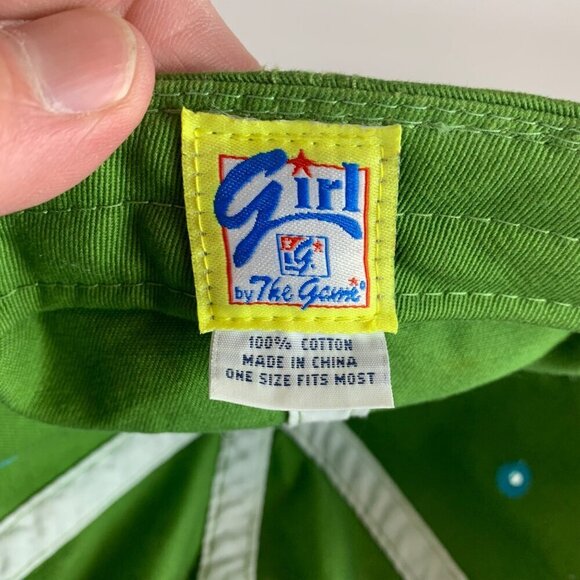 Girl
G.
by The Game®
100% COTTON
MADE IN CHINA
ONE SIZE FITS MOST